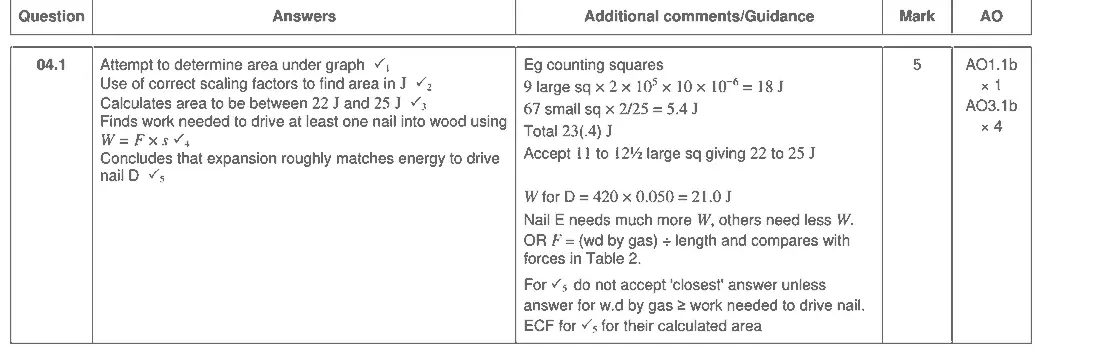 Question Answers Additional comments/Guidance Mark AO
04.1
Attempt to determine area under graph ✓₁
Use of correct scaling factors to find area in J ✓₂
Calculates area to be between 22 J and 25 J ✓₃
Finds work needed to drive at least one nail into wood using
W = F × s ✓₄
Concludes that expansion roughly matches energy to drive
nail D ✓₅
Eg counting squares
9 large sq × 2 × 10⁵ × 10 × 10⁻⁶ = 18 J
67 small sq × 2/25 = 5.4 J
Total 23(.4) J
Accept 11 to 12½ large sq giving 22 to 25 J
W for D = 420 × 0.050 = 21.0 J
Nail E needs much more W, others need less W.
OR F = (wd by gas) ÷ length and compares with
forces in Table 2.
For ✓₅ do not accept 'closest' answer unless
answer for w.d by gas ≥ work needed to drive nail.
ECF for ✓₅ for their calculated area
5
AO1.1b
× 1
AO3.1b
× 4